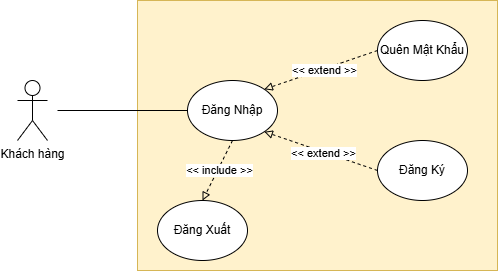 Quên Mật Khẩu
<< extend >>
Đăng Nhập
Khách hàng
<< extend >>
<< include >>
Đăng Ký
Đăng Xuất